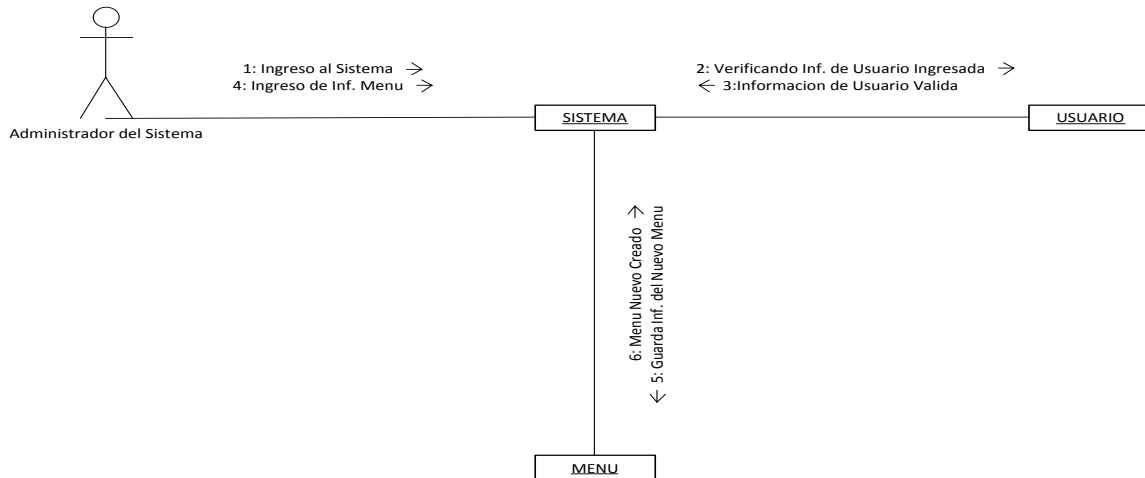 1: Ingreso al Sistema →
4: Ingreso de Inf. Menu →
2: Verificando Inf. de Usuario Ingresada →
← 3:Informacion de Usuario Valida
Administrador del Sistema
SISTEMA
USUARIO
6: Menu Nuevo Creado →
← 5: Guarda Inf. del Nuevo Menu
MENU